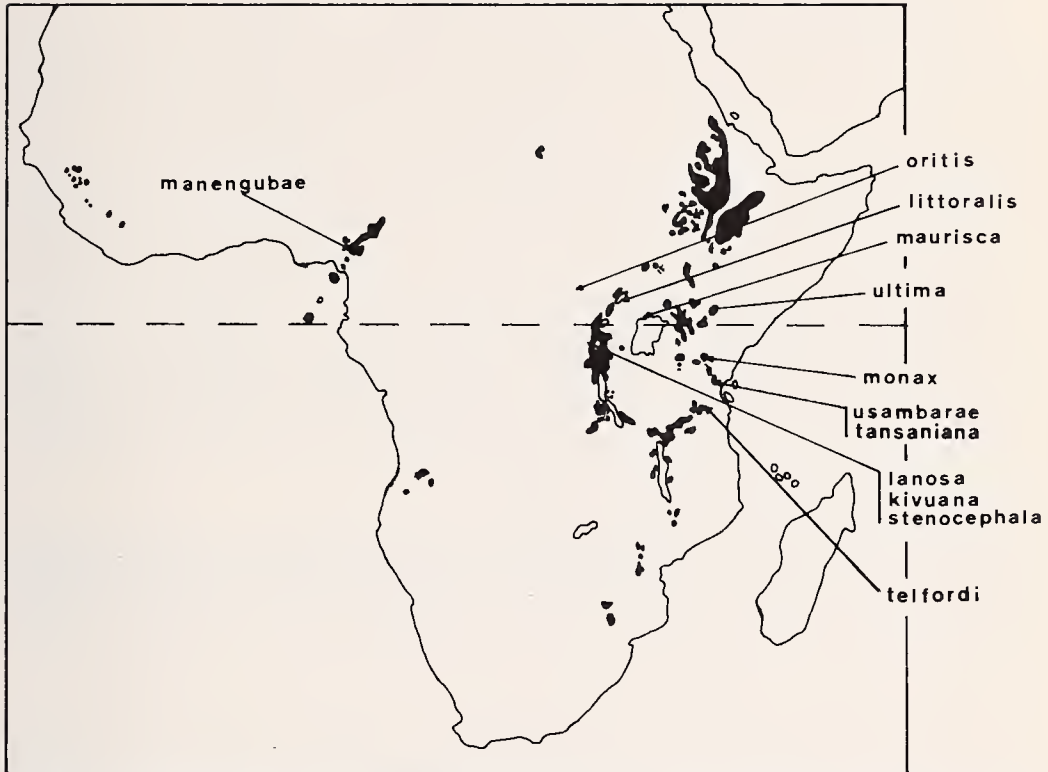 manengubae
oritis
littoralis
maurisca
ultima
monax
usambarae
tansaniana
lanosa
kivuana
stenocephala
telfordi